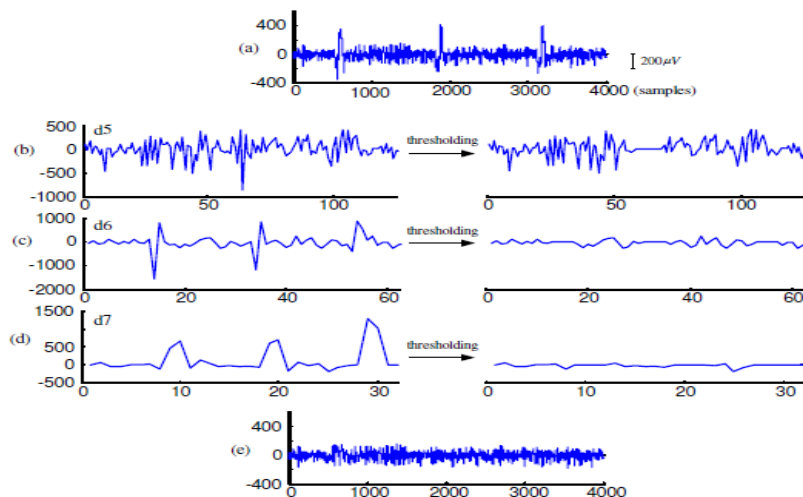 400
(a) 0
-400
200μV
0 1000 2000 3000 4000 (samples)
500 d5
thresholding
(b) 0
-500
-1000
0 50 100
0 50 100
1000 d6
thresholding
(c) 0
-1000
-2000
0 20 40 60
0 20 40 60
1500 d7
thresholding
(d) 500
0
-500
0 10 20 30
0 10 20 30
(e)
400
0
-400
0 1000 2000 3000 4000